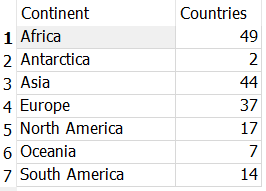 Continent Countries
1 Africa 49
2 Antarctica 2
3 Asia 44
4 Europe 37
5 North America 17
6 Oceania 7
7 South America 14